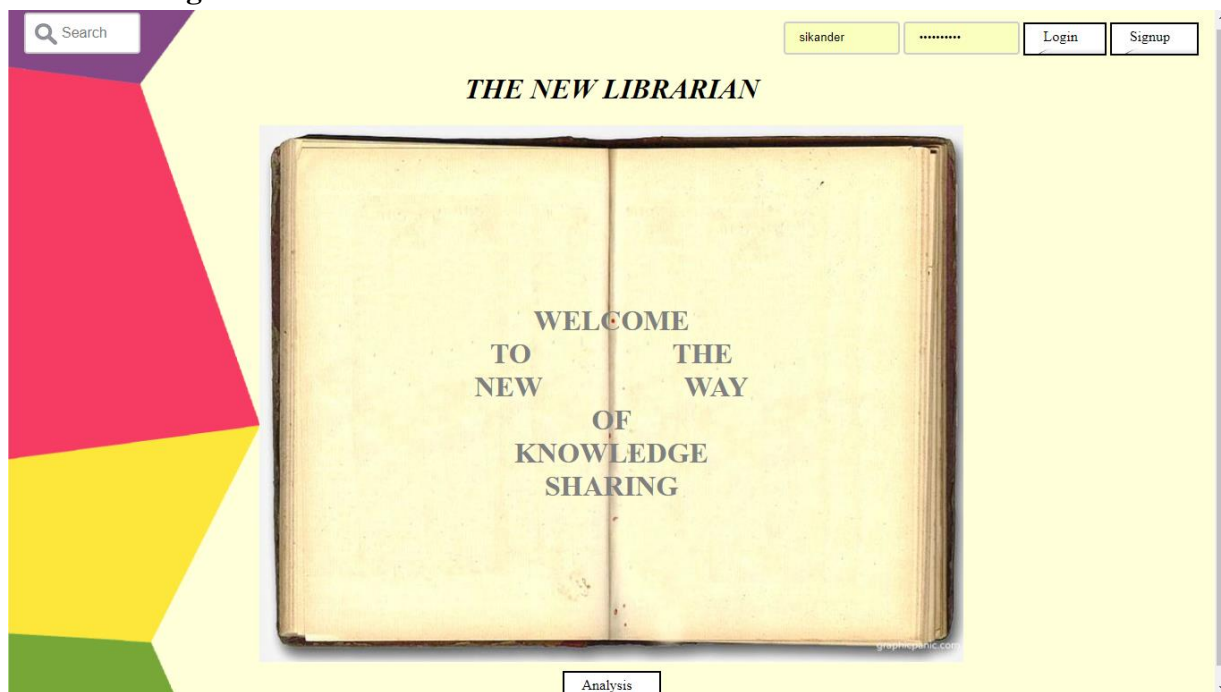 Search
sikander •••••••••• Login Signup
THE NEW LIBRARIAN
WELCOME
TO THE
NEW WAY
OF
KNOWLEDGE
SHARING
graphicpanic.com
Analysis